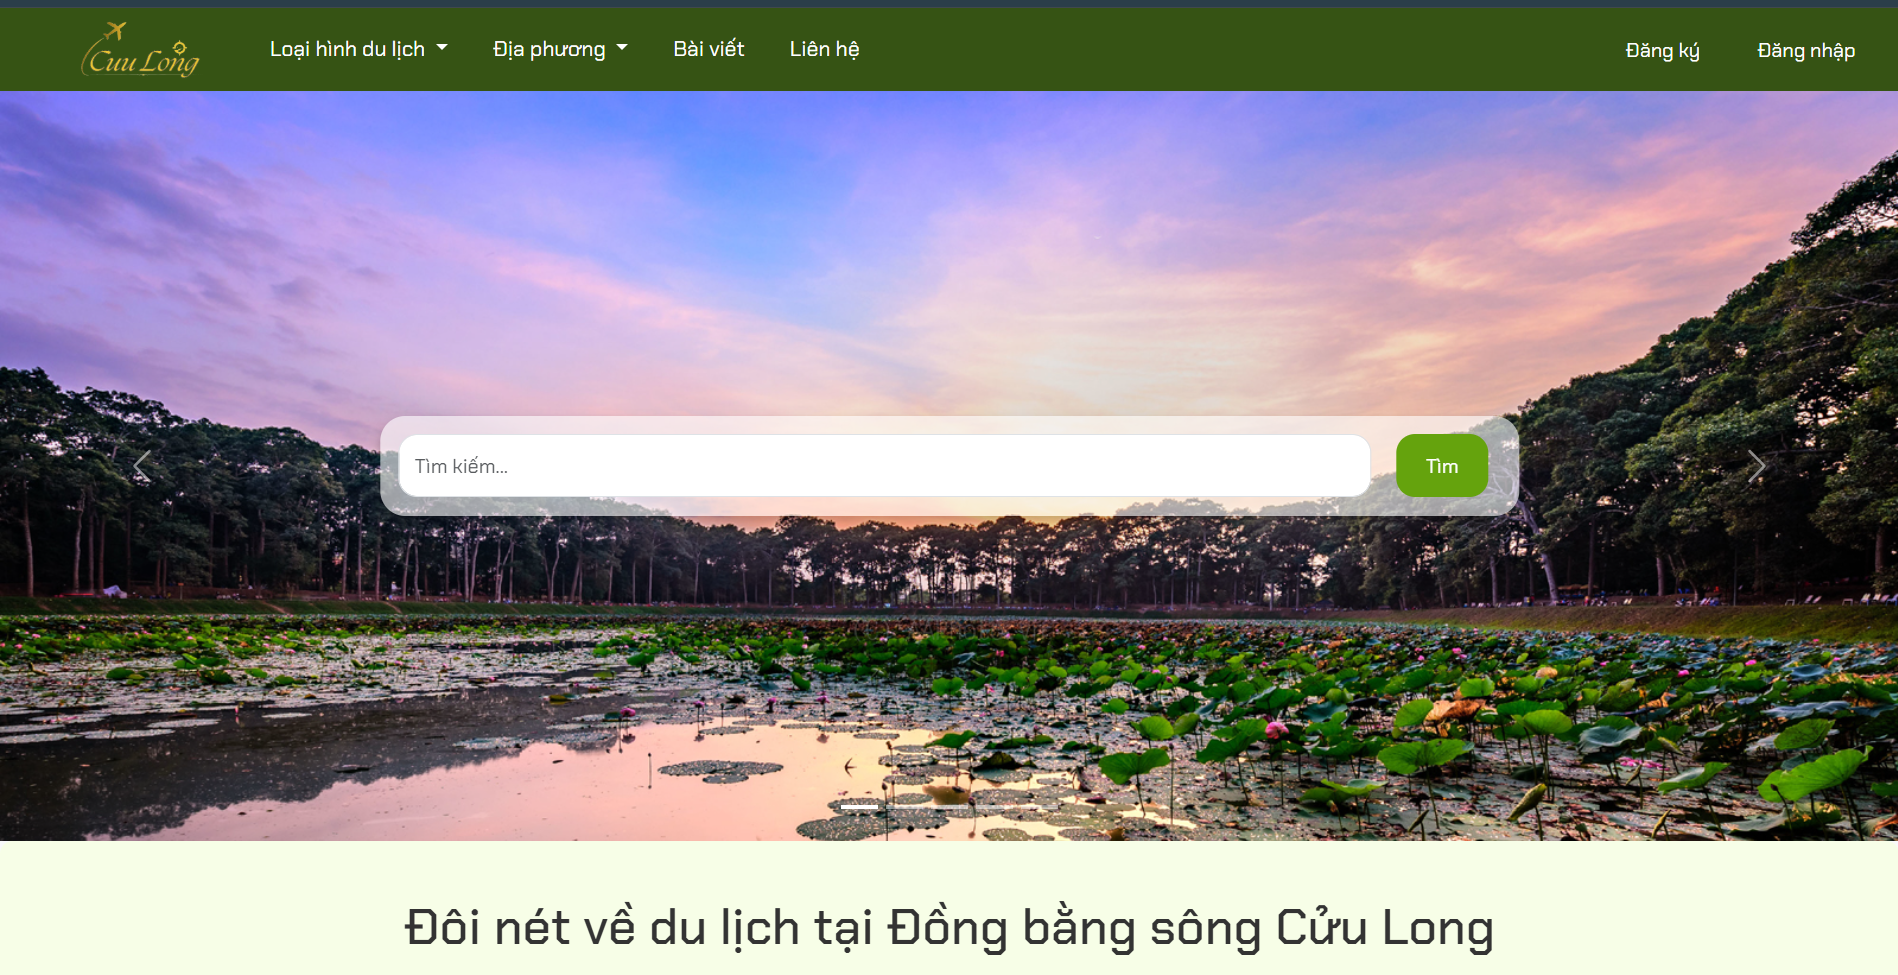 Cuu Long
Loại hình du lịch
Địa phương
Bài viết
Liên hệ
Đăng ký
Đăng nhập
Tìm kiếm...
Tìm
Đôi nét về du lịch tại Đồng bằng sông Cửu Long